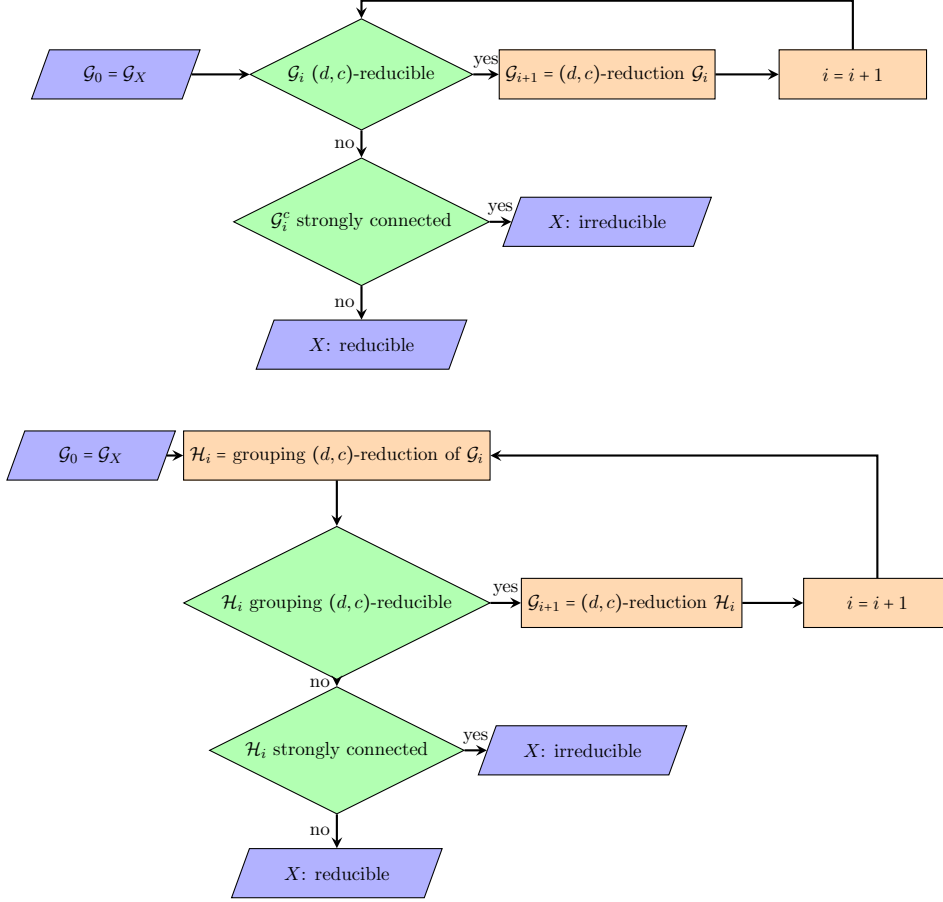 𝒢₀ = 𝒢_X
𝒢ᵢ (d, c)-reducible
yes
𝒢ᵢ₊₁ = (d, c)-reduction 𝒢ᵢ
i = i + 1
no
𝒢ᵢᶜ strongly connected
yes
X: irreducible
no
X: reducible
𝒢₀ = 𝒢_X
ℋᵢ = grouping (d, c)-reduction of 𝒢ᵢ
ℋᵢ grouping (d, c)-reducible
yes
𝒢ᵢ₊₁ = (d, c)-reduction ℋᵢ
i = i + 1
no
ℋᵢ strongly connected
yes
X: irreducible
no
X: reducible